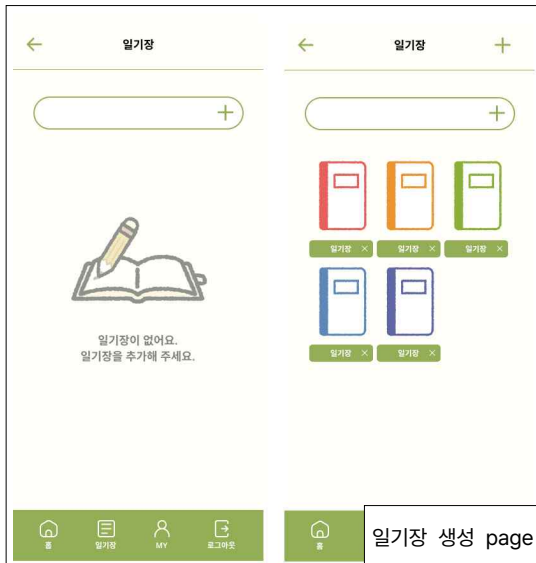 일기장
일기장이 없어요.
일기장을 추가해 주세요.
홈
일기장
MY
로그아웃
일기장
일기장
일기장
일기장
일기장
일기장
홈
일기장 생성 page